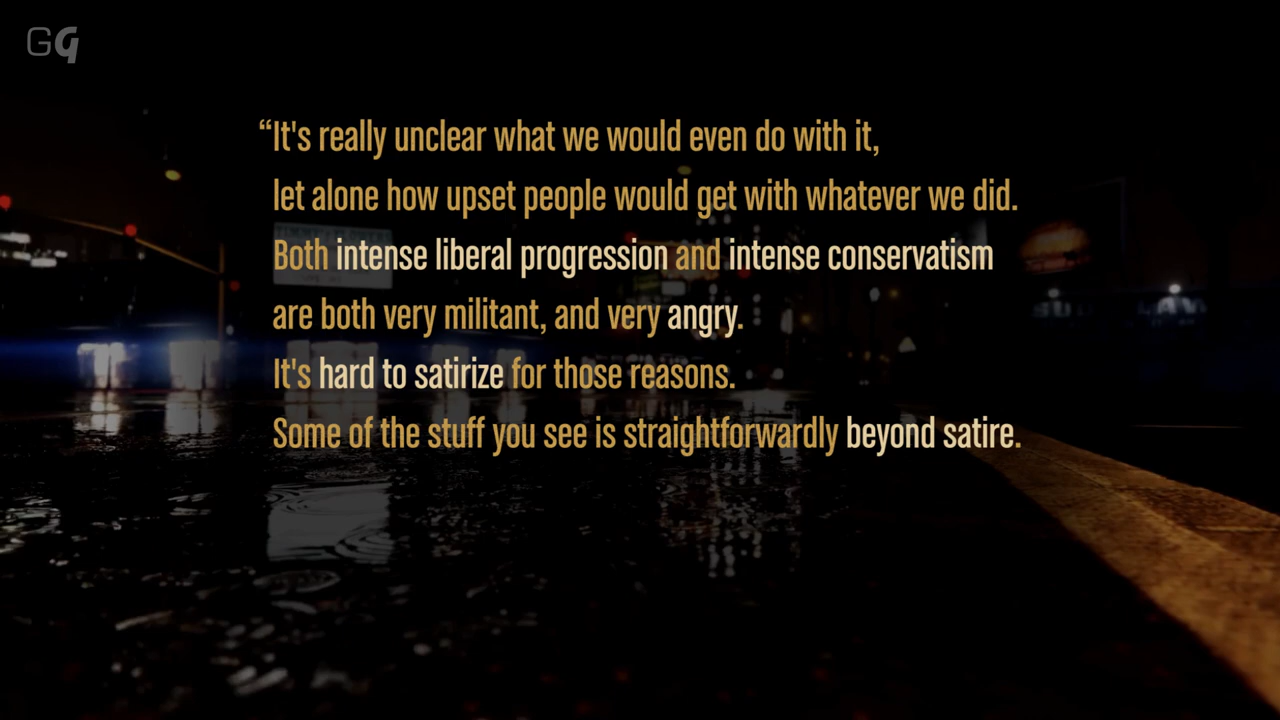 GG
“It's really unclear what we would even do with it,
let alone how upset people would get with whatever we did.
Both intense liberal progression and intense conservatism
are both very militant, and very angry.
It's hard to satirize for those reasons.
Some of the stuff you see is straightforwardly beyond satire.